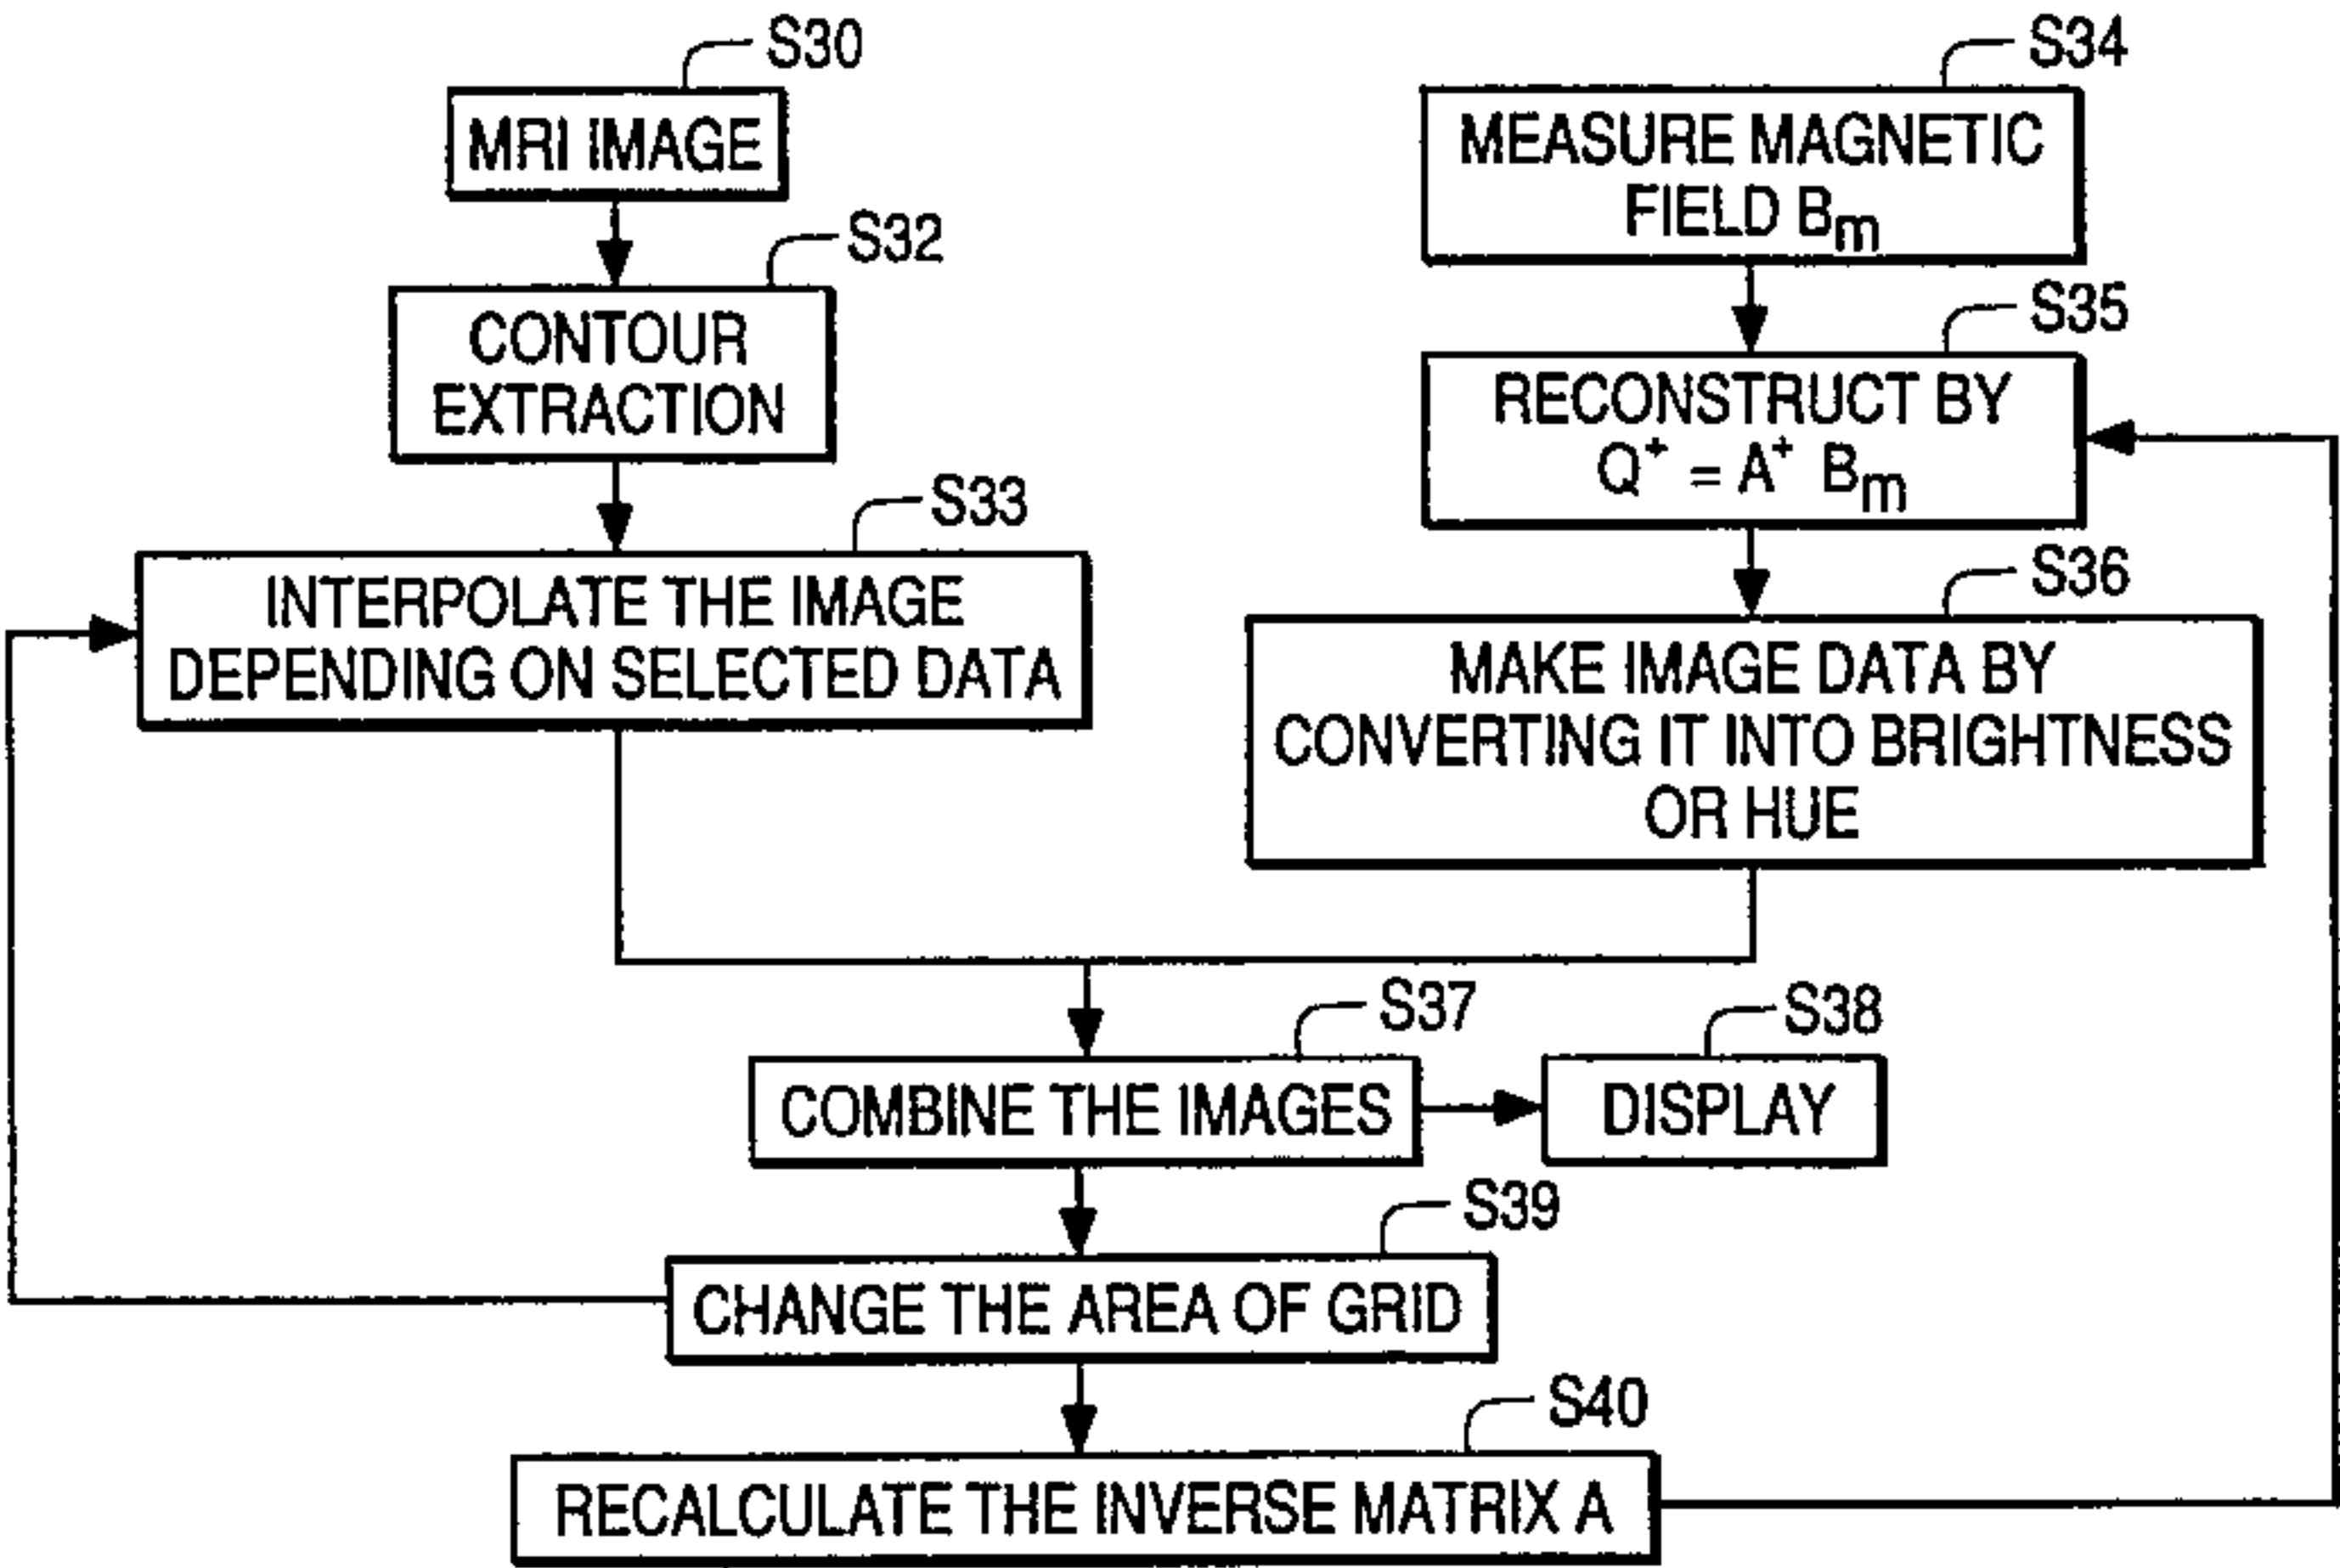 S30
MRI IMAGE
S32
CONTOUR
EXTRACTION
S33
INTERPOLATE THE IMAGE
DEPENDING ON SELECTED DATA
S34
MEASURE MAGNETIC
FIELD Bm
S35
RECONSTRUCT BY
Q⁺ = A⁺ Bm
S36
MAKE IMAGE DATA BY
CONVERTING IT INTO BRIGHTNESS
OR HUE
S37
COMBINE THE IMAGES
S38
DISPLAY
S39
CHANGE THE AREA OF GRID
S40
RECALCULATE THE INVERSE MATRIX A